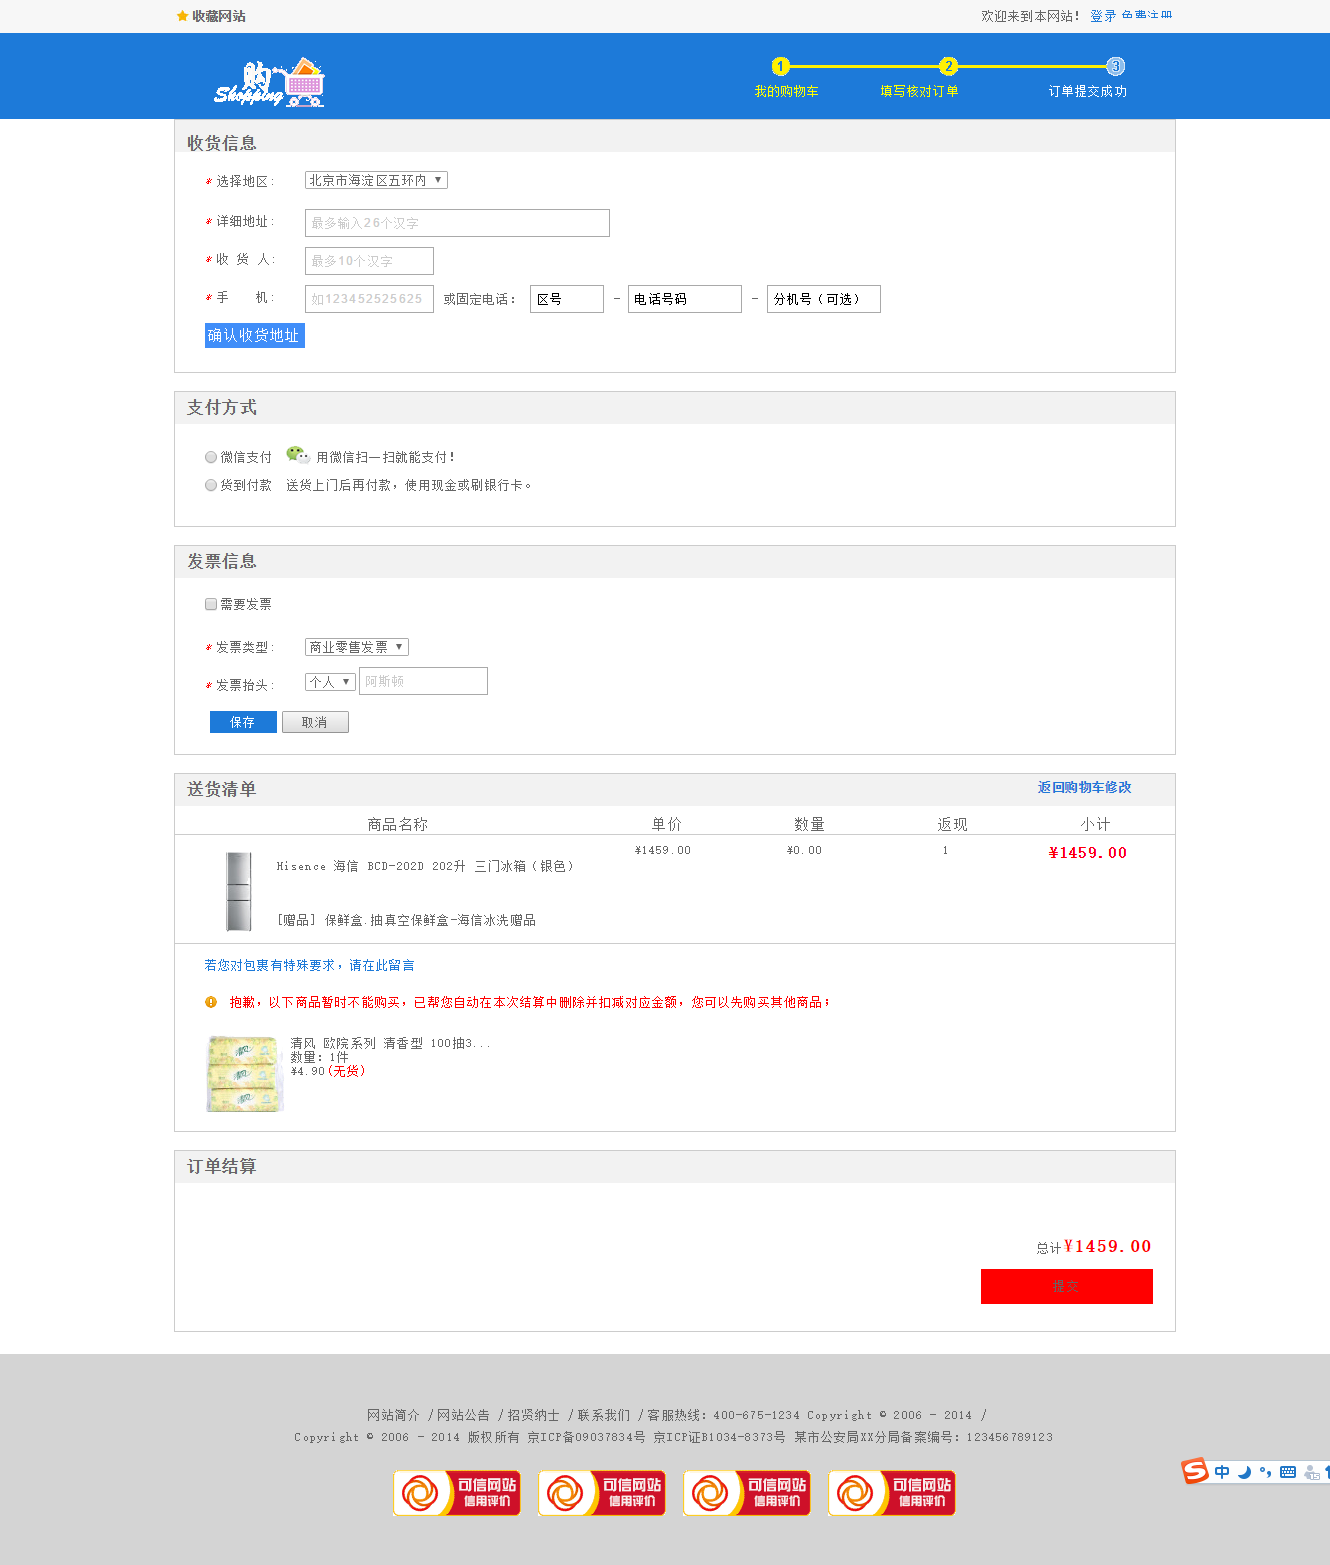 收藏网站 欢迎来到本网站！ 登录 免费注册
购 Shopping
1 2 3
我的购物车 填写核对订单 订单提交成功
收货信息
* 选择地区： 北京市海淀区五环内
* 详细地址： 最多输入26个汉字
* 收 货 人： 最多10个汉字
* 手 机： 如123452525625 或固定电话： 区号 - 电话号码 - 分机号（可选）
确认收货地址
支付方式
微信支付 用微信扫一扫就能支付！
货到付款 送货上门后再付款，使用现金或刷银行卡。
发票信息
需要发票
* 发票类型： 商业零售发票
* 发票抬头： 个人 阿斯顿
保存 取消
送货清单 返回购物车修改
商品名称 单价 数量 返现 小计
Hisence 海信 BCD-202D 202升 三门冰箱（银色） ¥1459.00 ¥0.00 1 ¥1459.00
[赠品] 保鲜盒.抽真空保鲜盒-海信冰洗赠品
若您对包裹有特殊要求，请在此留言
抱歉，以下商品暂时不能购买，已帮您自动在本次结算中删除并扣减对应金额，您可以先购买其他商品；
清风 欧院系列 清香型 100抽3...
数量：1件
¥4.90(无货)
订单结算
总计¥1459.00
提交
网站简介 /网站公告 /招贤纳士 /联系我们 /客服热线：400-675-1234 Copyright © 2006 - 2014 /
Copyright © 2006 - 2014 版权所有 京ICP备09037834号 京ICP证B1034-8373号 某市公安局XX分局备案编号：123456789123
中
可信网站 可信网站 可信网站 可信网站
信用评价 信用评价 信用评价 信用评价